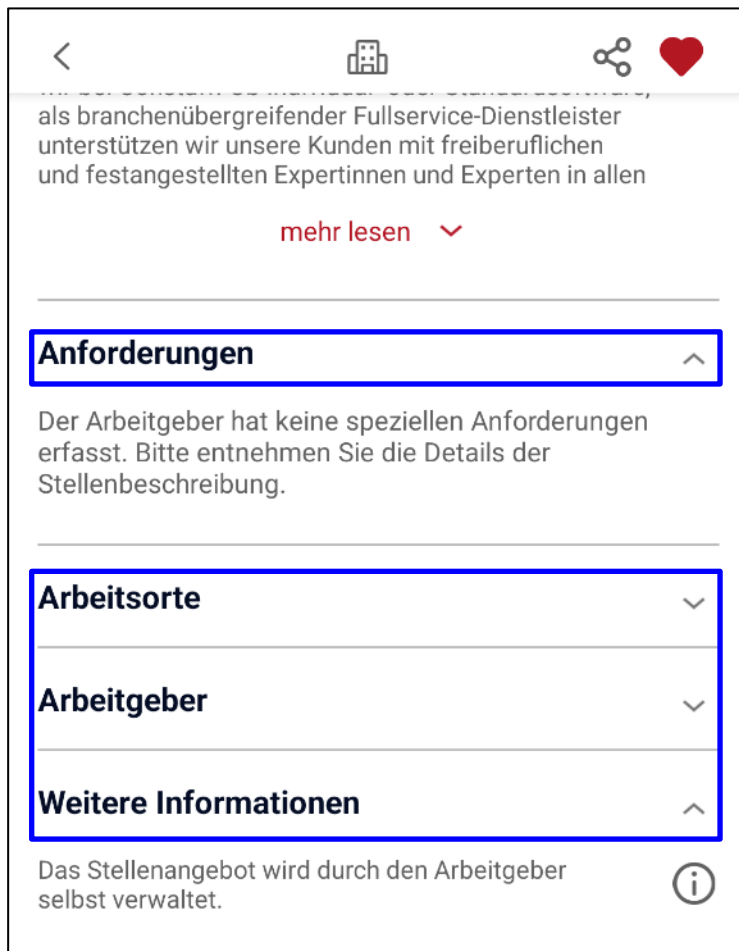 als branchenübergreifender Fullservice-Dienstleister
unterstützen wir unsere Kunden mit freiberuflichen
und festangestellten Expertinnen und Experten in allen
mehr lesen
Anforderungen
Der Arbeitgeber hat keine speziellen Anforderungen
erfasst. Bitte entnehmen Sie die Details der
Stellenbeschreibung.
Arbeitsorte
Arbeitgeber
Weitere Informationen
Das Stellenangebot wird durch den Arbeitgeber
selbst verwaltet.